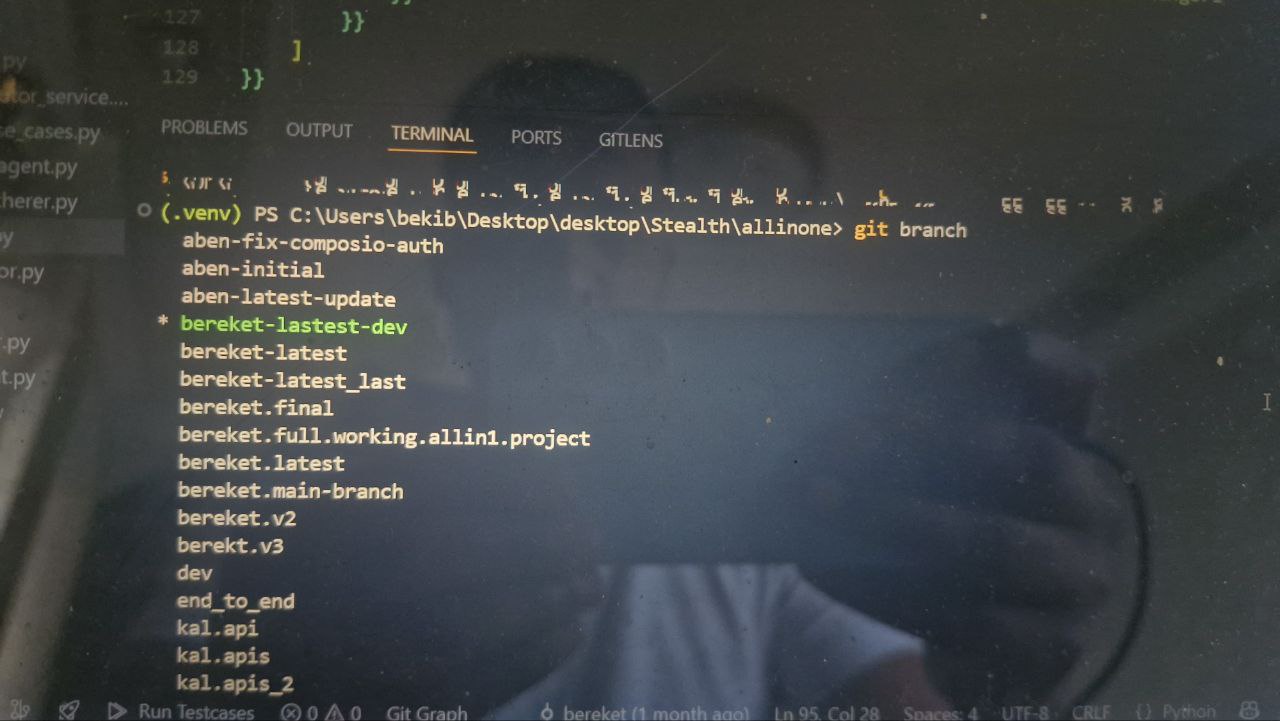 127 }}
128 ]
129 }}
.py
ator_service....
se_cases.py
agent.py
herer.py
or.py
.py
t.py
PROBLEMS OUTPUT TERMINAL PORTS GITLENS
(.venv) PS C:\Users\bekib\Desktop\desktop\Stealth\allinone> git branch
aben-fix-composio-auth
aben-initial
aben-latest-update
* bereket-lastest-dev
bereket-latest
bereket-latest_last
bereket.final
bereket.full.working.allin1.project
bereket.latest
bereket.main-branch
bereket.v2
berekt.v3
dev
end_to_end
kal.api
kal.apis
kal.apis_2
Run Testcases 0 0 Git Graph bereket (1 month ago) Ln 95, Col 28 Spaces: 4 UTF-8 CRLF {} Python